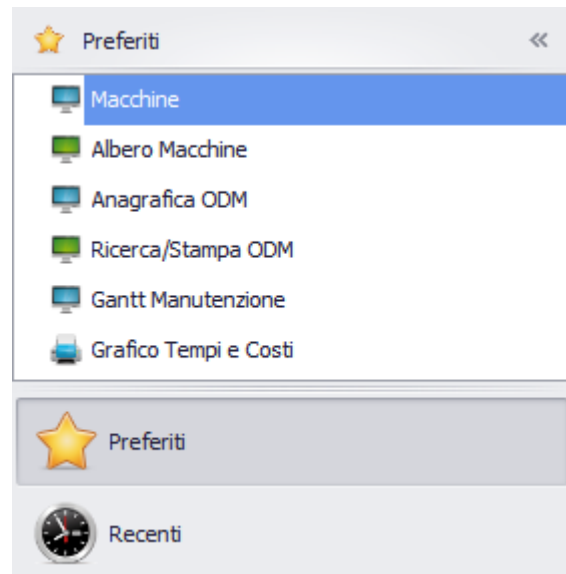 Preferiti
Macchine
Albero Macchine
Anagrafica ODM
Ricerca/Stampa ODM
Gantt Manutenzione
Grafico Tempi e Costi
Preferiti
Recenti